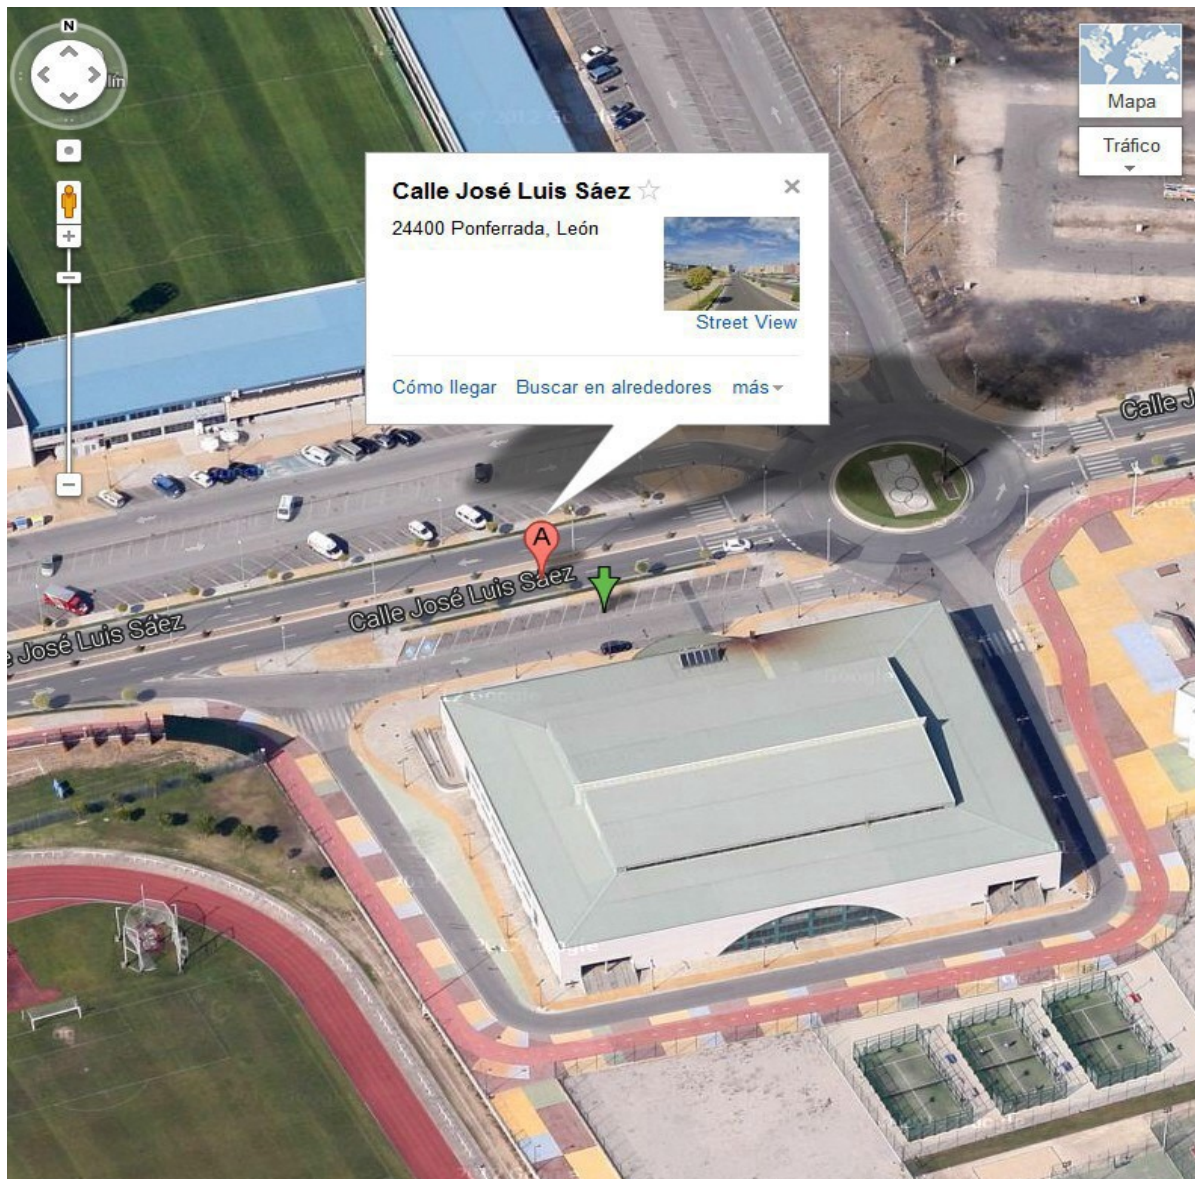 N
lín
Mapa
Tráfico
Calle José Luis Sáez
24400 Ponferrada, León
Street View
Cómo llegar Buscar en alrededores más
Calle J
A
Calle José Luis Sáez
e José Luis Sáez